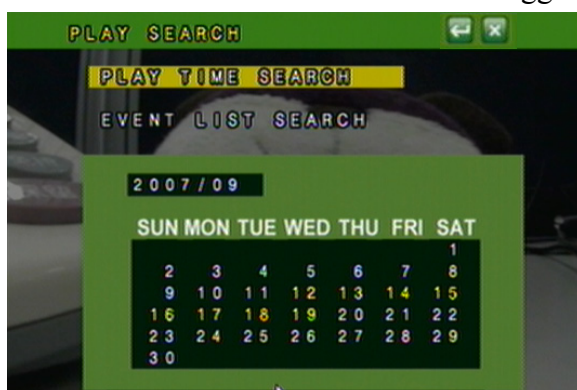 PLAY SEARCH
PLAY TIME SEARCH
EVENT LIST SEARCH
2007/09
SUN MON TUE WED THU FRI SAT
1
2 3 4 5 6 7 8
9 10 11 12 13 14 15
16 17 18 19 20 21 22
23 24 25 26 27 28 29
30